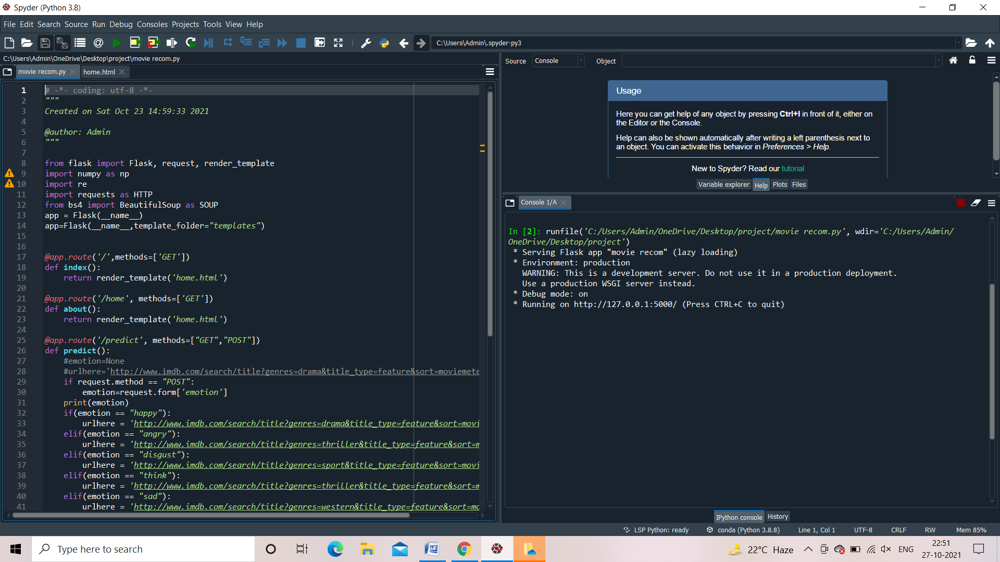 Spyder (Python 3.8)
File Edit Search Source Run Debug Consoles Projects Tools View Help
C:\Users\Admin\.spyder-py3
C:\Users\Admin\OneDrive\Desktop\project\movie recom.py
movie recom.py home.html
1 # -*- coding: utf-8 -*-
2 """
3 Created on Sat Oct 23 14:59:33 2021
4
5 @author: Admin
6 """
7
8 from flask import Flask, request, render_template
9 import numpy as np
10 import re
11 import requests as HTTP
12 from bs4 import BeautifulSoup as SOUP
13 app = Flask(__name__)
14 app=Flask(__name__,template_folder="templates")
15
16
17 @app.route('/',methods=['GET'])
18 def index():
19     return render_template('home.html')
20
21 @app.route('/home', methods=['GET'])
22 def about():
23     return render_template('home.html')
24
25 @app.route('/predict', methods=["GET","POST"])
26 def predict():
27     #emotion=None
28     #urlhere='http://www.imdb.com/search/title?genres=drama&title_type=feature&sort=moviemete
29     if request.method == "POST":
30         emotion=request.form['emotion']
31     print(emotion)
32     if(emotion == "happy"):
33         urlhere = 'http://www.imdb.com/search/title?genres=drama&title_type=feature&sort=movi
34     elif(emotion == "angry"):
35         urlhere = 'http://www.imdb.com/search/title?genres=thriller&title_type=feature&sort=m
36     elif(emotion == "disgust"):
37         urlhere = 'http://www.imdb.com/search/title?genres=sport&title_type=feature&sort=movi
38     elif(emotion == "think"):
39         urlhere = 'http://www.imdb.com/search/title?genres=thriller&title_type=feature&sort=m
40     elif(emotion == "sad"):
41         urlhere = 'http://www.imdb.com/search/title?genres=western&title_type=feature&sort=mo
Source Console Object
Usage
Here you can get help of any object by pressing Ctrl+I in front of it, either on
the Editor or the Console.
Help can also be shown automatically after writing a left parenthesis next to
an object. You can activate this behavior in Preferences > Help.
New to Spyder? Read our tutorial
Variable explorer Help Plots Files
Console 1/A
In [2]: runfile('C:/Users/Admin/OneDrive/Desktop/project/movie recom.py', wdir='C:/Users/Admin/
OneDrive/Desktop/project')
* Serving Flask app "movie recom" (lazy loading)
* Environment: production
WARNING: This is a development server. Do not use it in a production deployment.
Use a production WSGI server instead.
* Debug mode: on
* Running on http://127.0.0.1:5000/ (Press CTRL+C to quit)
IPython console History
LSP Python: ready conda (Python 3.8.8) Line 1, Col 1 UTF-8 CRLF RW Mem 85%
Type here to search
22°C Haze
ENG
22:51
27-10-2021